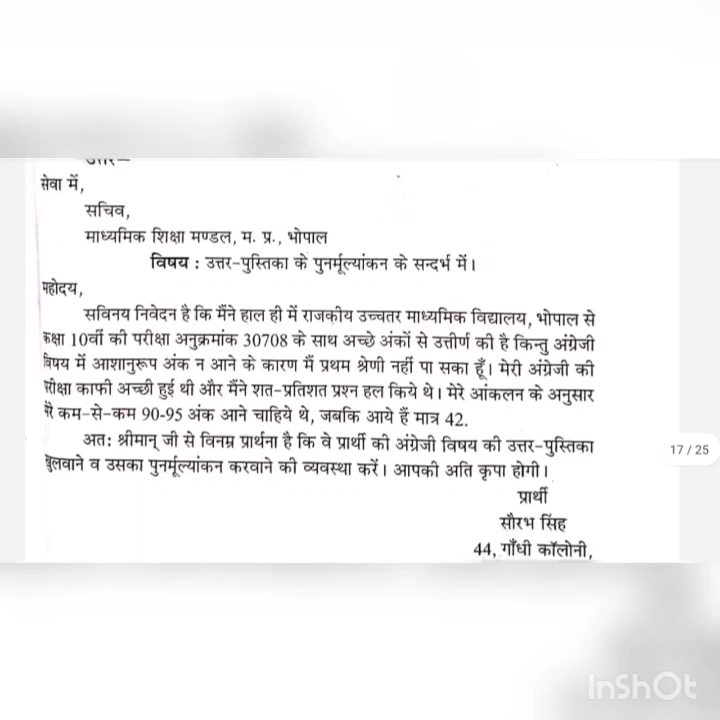 उत्तर–
सेवा में,
सचिव,
माध्यमिक शिक्षा मण्डल, म. प्र., भोपाल
विषय : उत्तर-पुस्तिका के पुनर्मूल्यांकन के सन्दर्भ में।
महोदय,
सविनय निवेदन है कि मैंने हाल ही में राजकीय उच्चतर माध्यमिक विद्यालय, भोपाल से
कक्षा 10वीं की परीक्षा अनुक्रमांक 30708 के साथ अच्छे अंकों से उत्तीर्ण की है किन्तु अंग्रेजी
विषय में आशानुरूप अंक न आने के कारण मैं प्रथम श्रेणी नहीं पा सका हूँ। मेरी अंग्रेजी की
परीक्षा काफी अच्छी हुई थी और मैंने शत-प्रतिशत प्रश्न हल किये थे। मेरे आंकलन के अनुसार
मेरे कम-से-कम 90-95 अंक आने चाहिये थे, जबकि आये हैं मात्र 42.
अत: श्रीमान् जी से विनम्र प्रार्थना है कि वे प्रार्थी की अंग्रेजी विषय की उत्तर-पुस्तिका
खुलवाने व उसका पुनर्मूल्यांकन करवाने की व्यवस्था करें। आपकी अति कृपा होगी।
प्रार्थी
सौरभ सिंह
44, गाँधी कॉलोनी,
17 / 25
InShOt